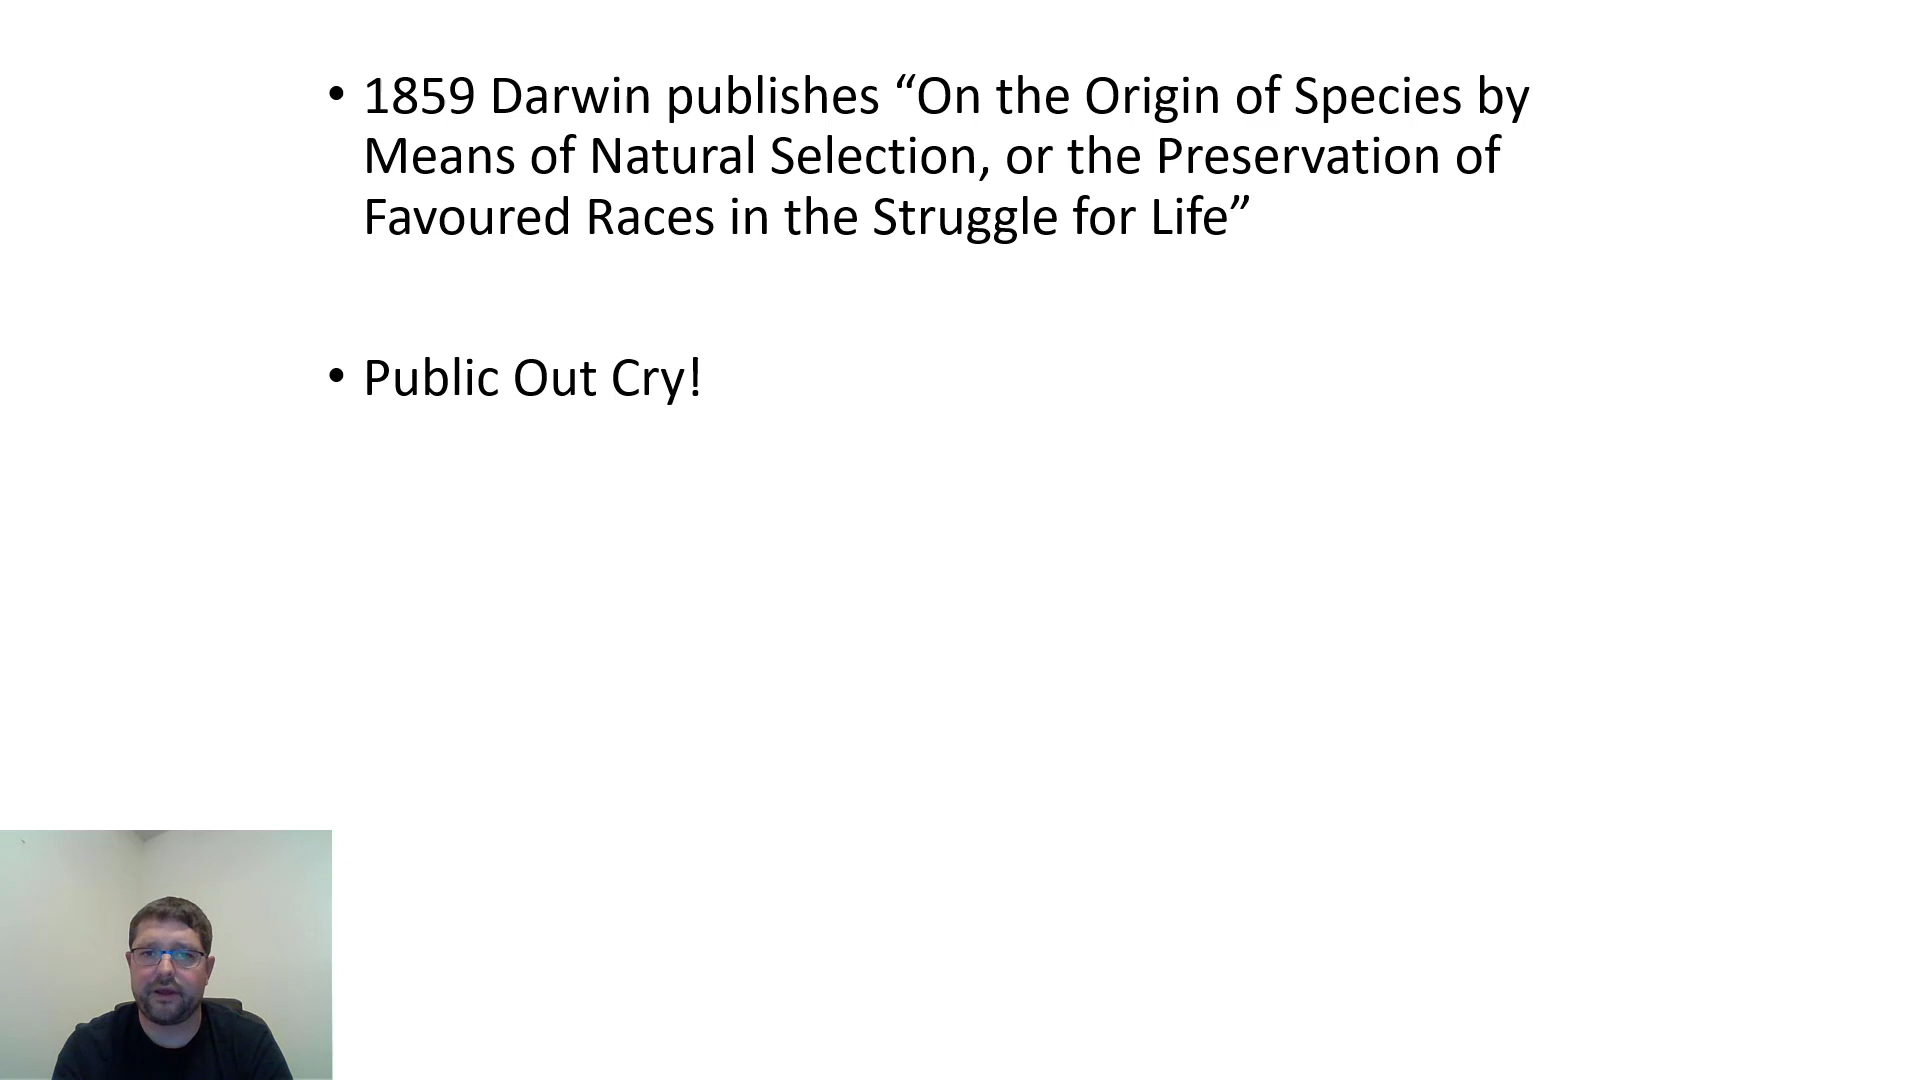 • 1859 Darwin publishes “On the Origin of Species by
Means of Natural Selection, or the Preservation of
Favoured Races in the Struggle for Life”
• Public Out Cry!